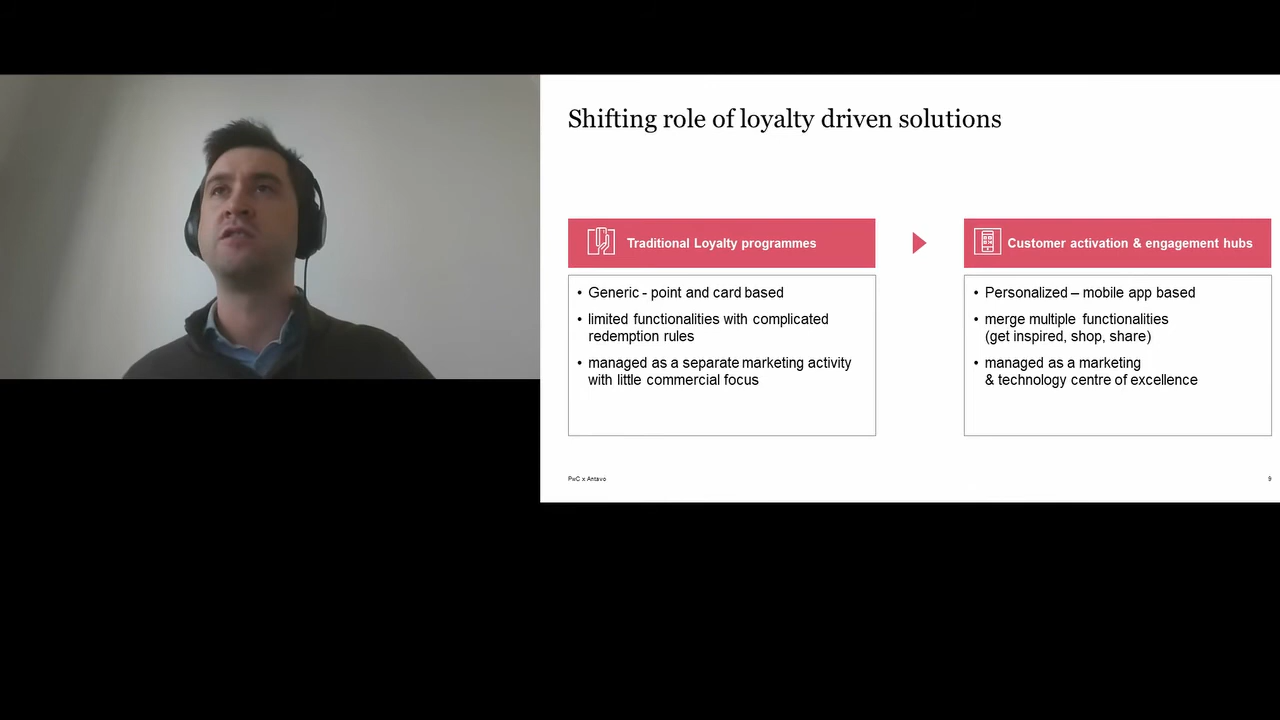 Shifting role of loyalty driven solutions
Traditional Loyalty programmes
• Generic - point and card based
• limited functionalities with complicated
redemption rules
• managed as a separate marketing activity
with little commercial focus
Customer activation & engagement hubs
• Personalized – mobile app based
• merge multiple functionalities
(get inspired, shop, share)
• managed as a marketing
& technology centre of excellence
PwC x Antavo
9